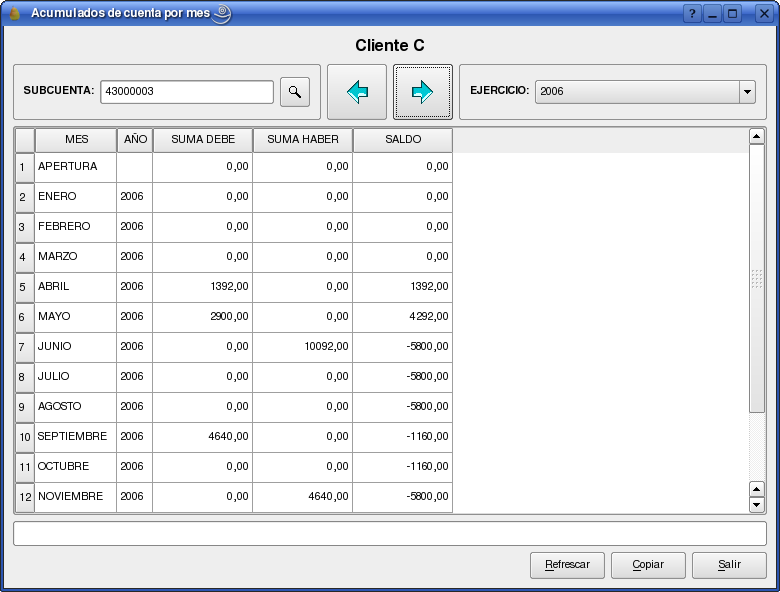 Acumulados de cuenta por mes
Cliente C
SUBCUENTA: 43000003 EJERCICIO: 2006
MES AÑO SUMA DEBE SUMA HABER SALDO
1 APERTURA 0,00 0,00 0,00
2 ENERO 2006 0,00 0,00 0,00
3 FEBRERO 2006 0,00 0,00 0,00
4 MARZO 2006 0,00 0,00 0,00
5 ABRIL 2006 1392,00 0,00 1392,00
6 MAYO 2006 2900,00 0,00 4292,00
7 JUNIO 2006 0,00 10092,00 -5800,00
8 JULIO 2006 0,00 0,00 -5800,00
9 AGOSTO 2006 0,00 0,00 -5800,00
10 SEPTIEMBRE 2006 4640,00 0,00 -1160,00
11 OCTUBRE 2006 0,00 0,00 -1160,00
12 NOVIEMBRE 2006 0,00 4640,00 -5800,00
Refrescar Copiar Salir